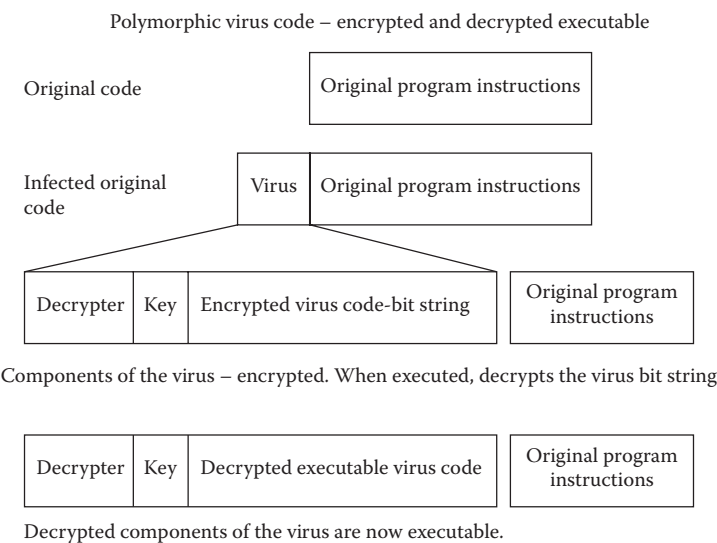 Polymorphic virus code – encrypted and decrypted executable
Original code
Original program instructions
Infected original
code
Virus
Original program instructions
Decrypter
Key
Encrypted virus code-bit string
Original program
instructions
Components of the virus – encrypted. When executed, decrypts the virus bit string
Decrypter
Key
Decrypted executable virus code
Original program
instructions
Decrypted components of the virus are now executable.